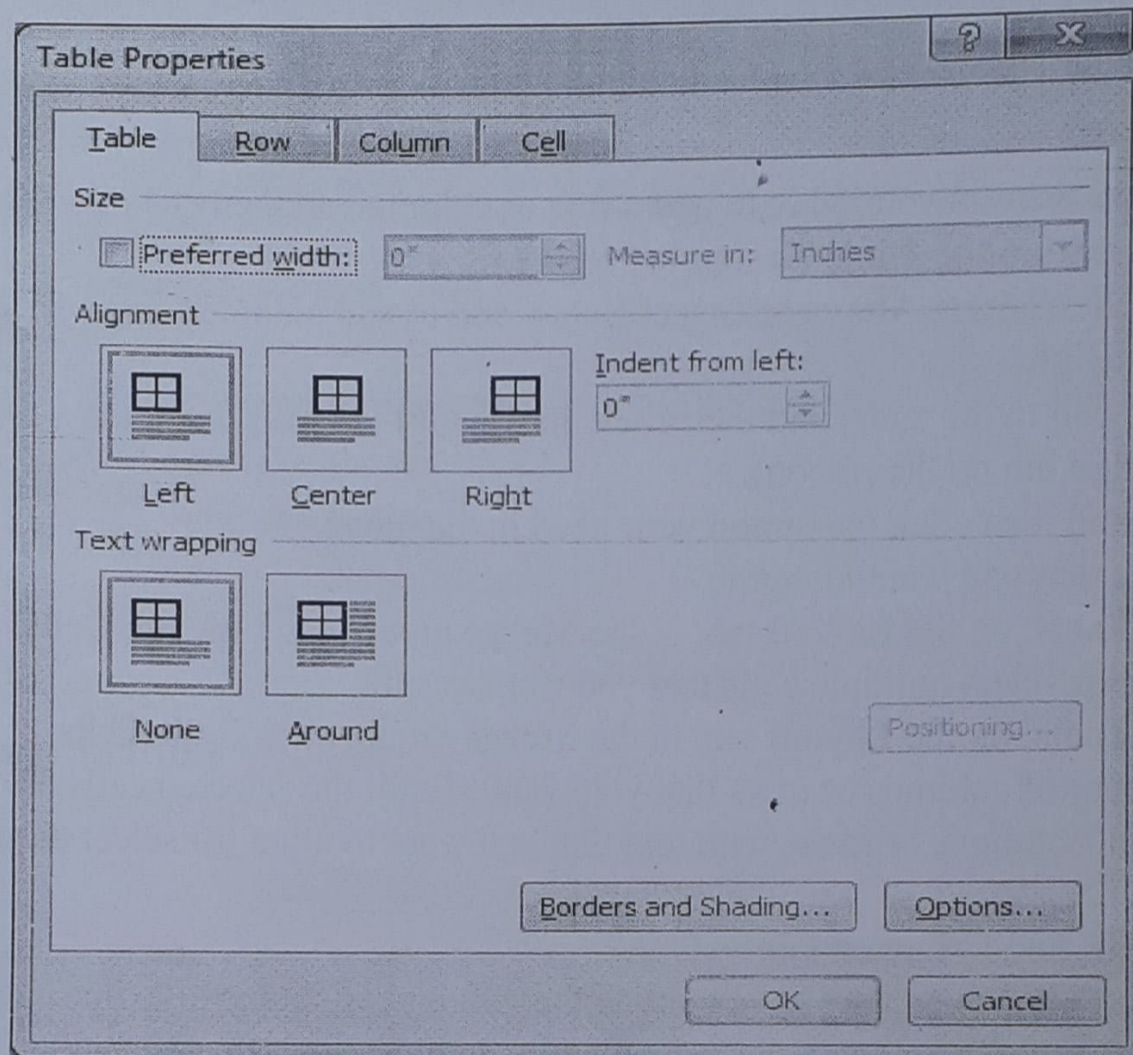 Table Properties
Table Row Column Cell
Size
Preferred width: 0" Measure in: Inches
Alignment
Indent from left:
0"
Left Center Right
Text wrapping
None Around
Positioning...
Borders and Shading... Options...
OK Cancel